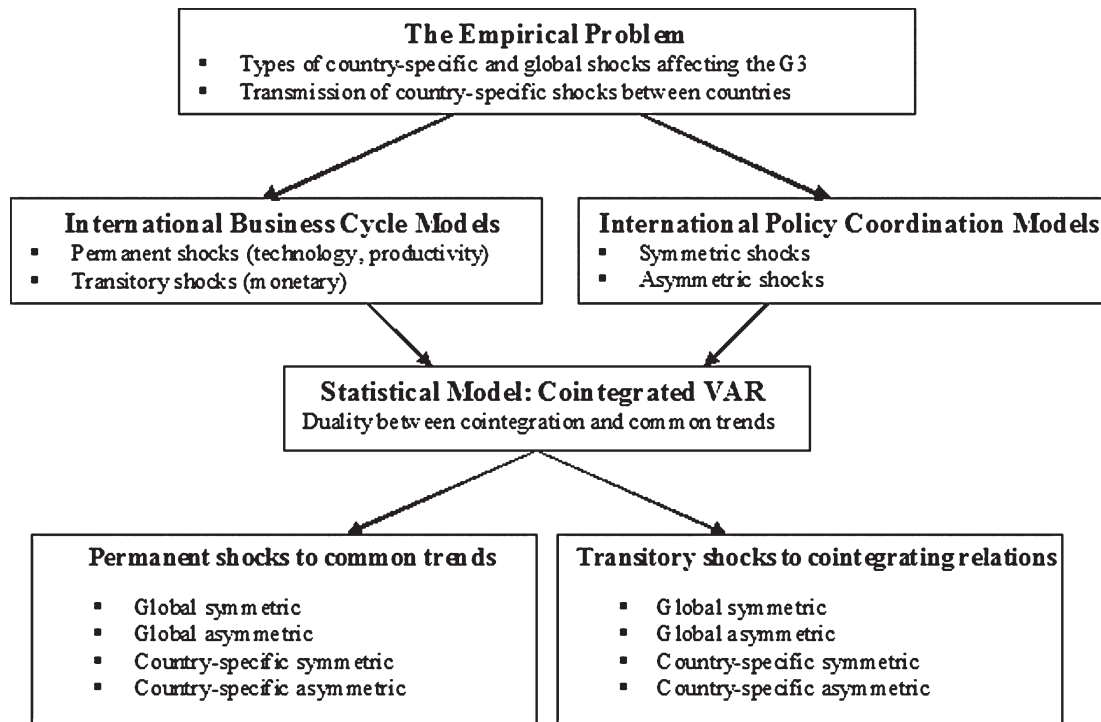 The Empirical Problem
▪ Types of country-specific and global shocks affecting the G3
▪ Transmission of country-specific shocks between countries
International Business Cycle Models
▪ Permanent shocks (technology, productivity)
▪ Transitory shocks (monetary)
International Policy Coordination Models
▪ Symmetric shocks
▪ Asymmetric shocks
Statistical Model: Cointegrated VAR
Duality between cointegration and common trends
Permanent shocks to common trends
▪ Global symmetric
▪ Global asymmetric
▪ Country-specific symmetric
▪ Country-specific asymmetric
Transitory shocks to cointegrating relations
▪ Global symmetric
▪ Global asymmetric
▪ Country-specific symmetric
▪ Country-specific asymmetric